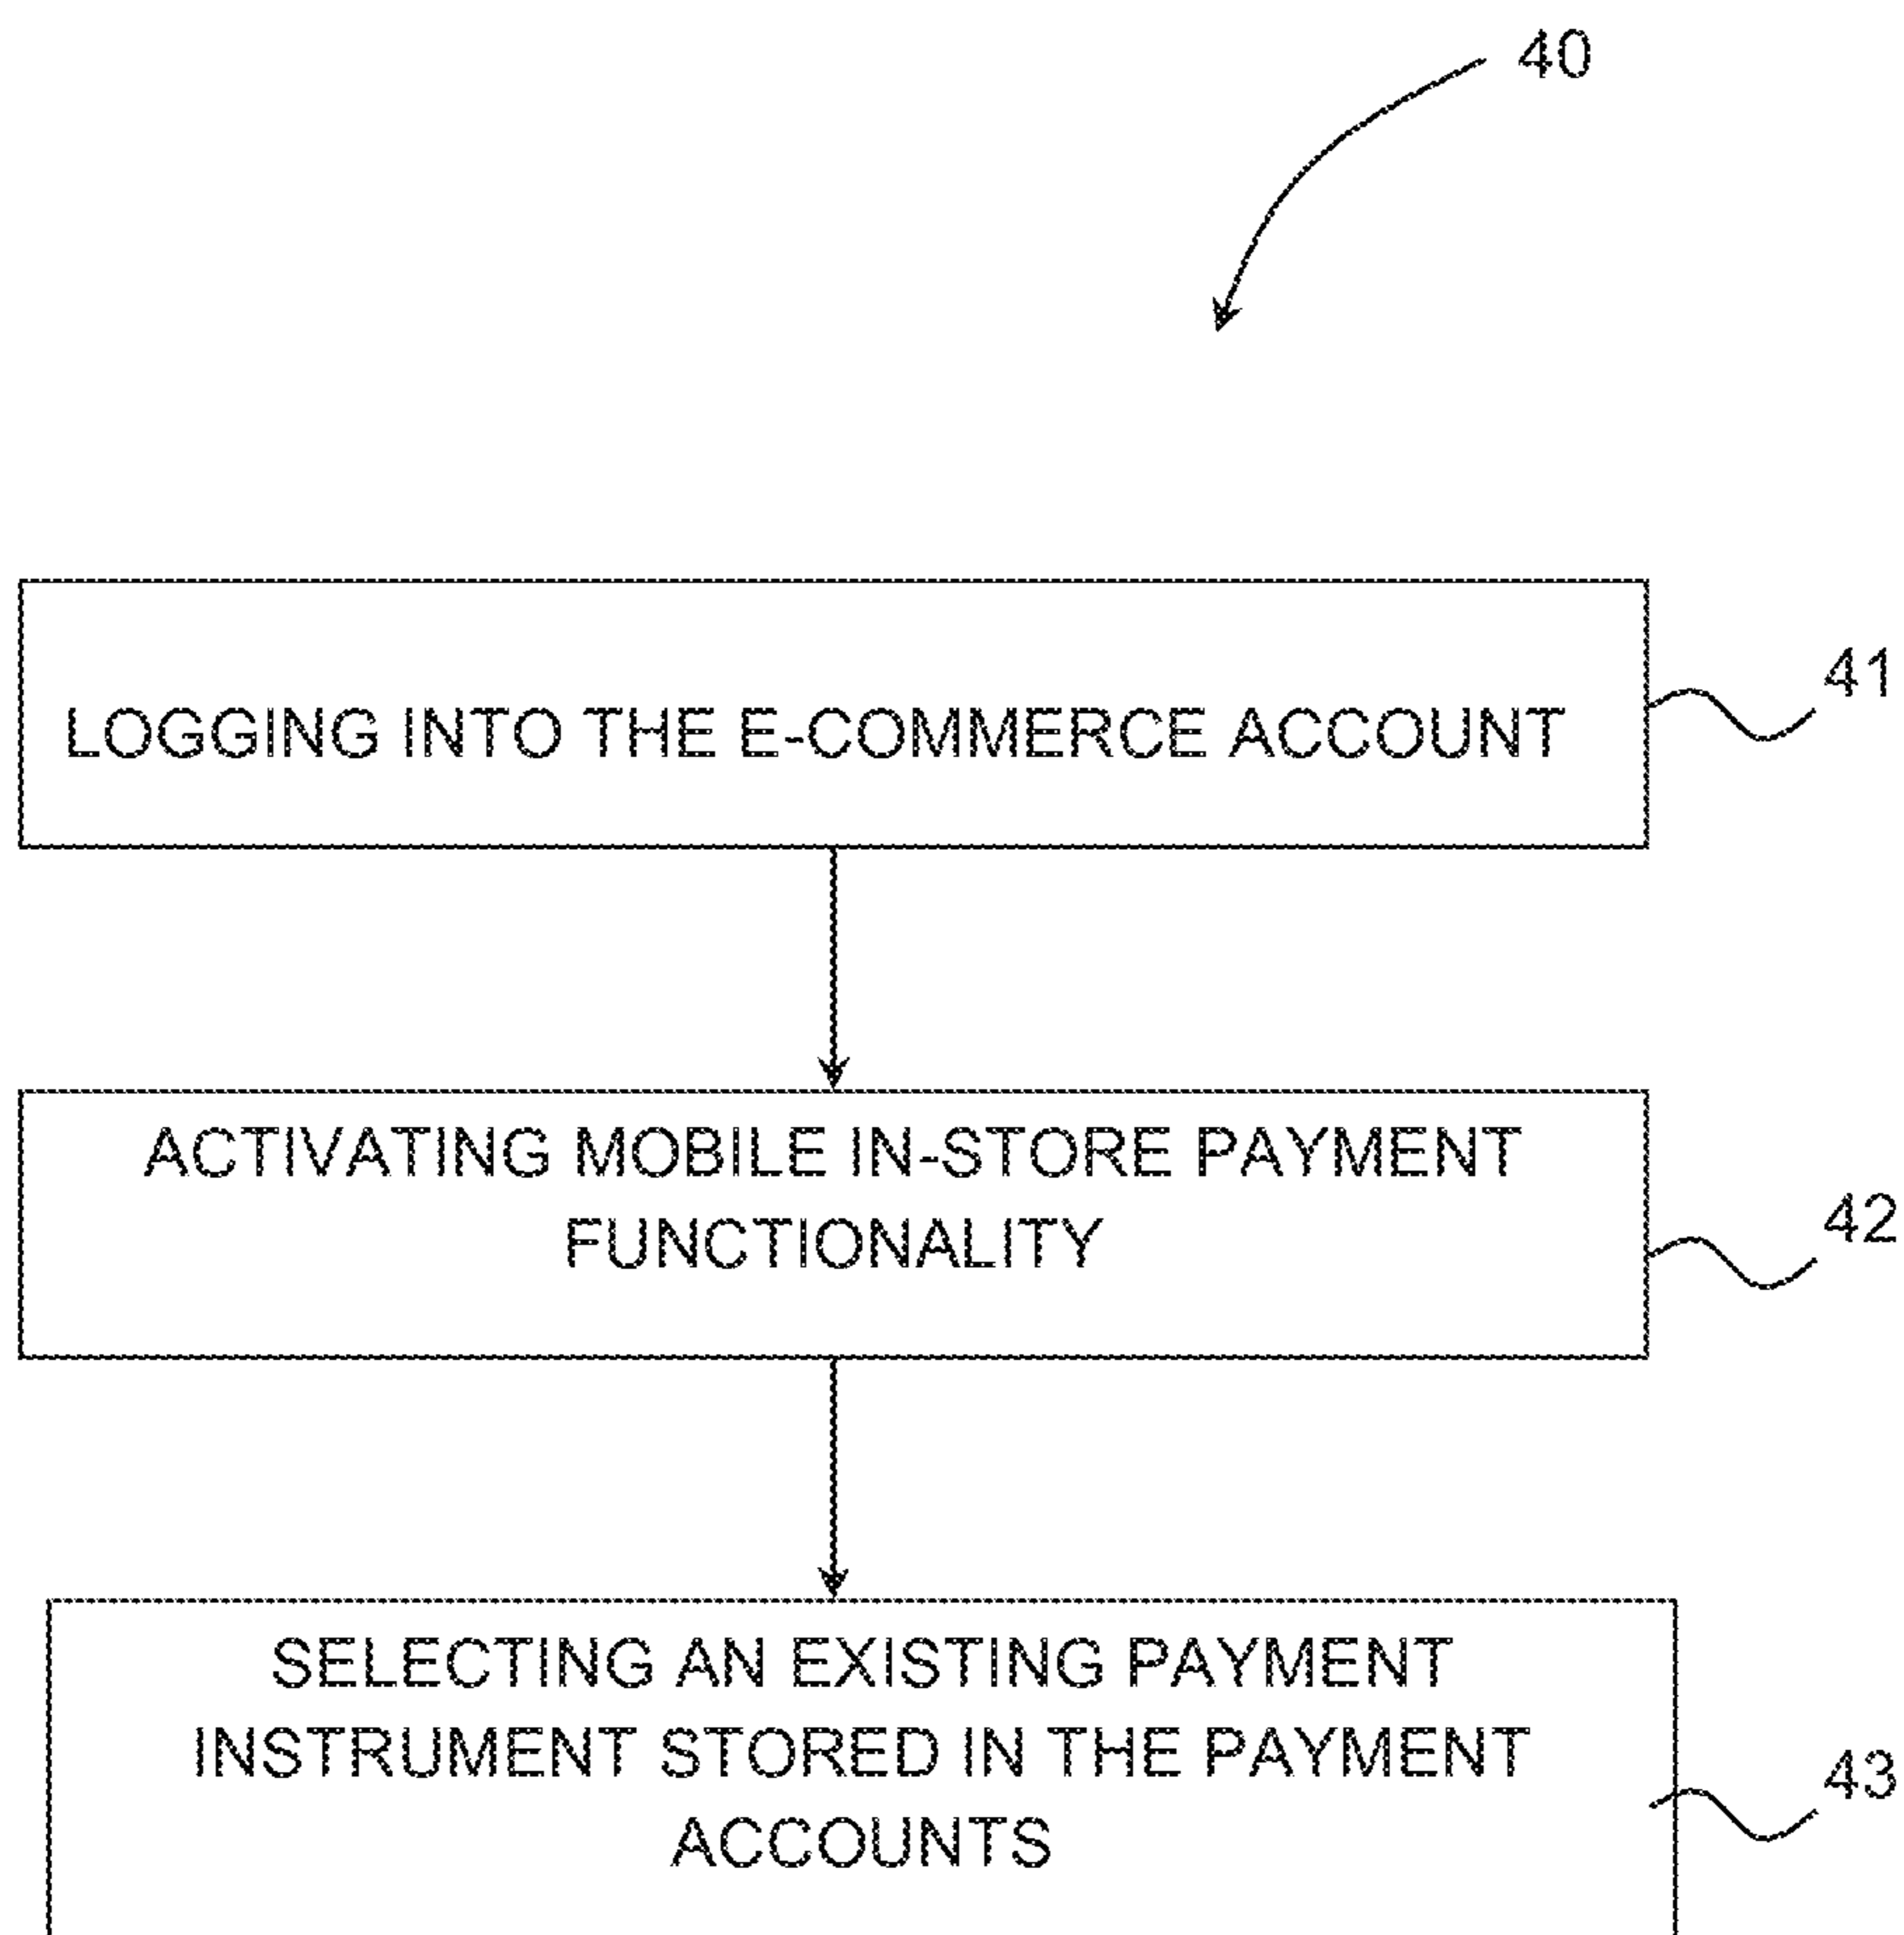 40
LOGGING INTO THE E-COMMERCE ACCOUNT
41
ACTIVATING MOBILE IN-STORE PAYMENT
FUNCTIONALITY
42
SELECTING AN EXISTING PAYMENT
INSTRUMENT STORED IN THE PAYMENT
ACCOUNTS
43